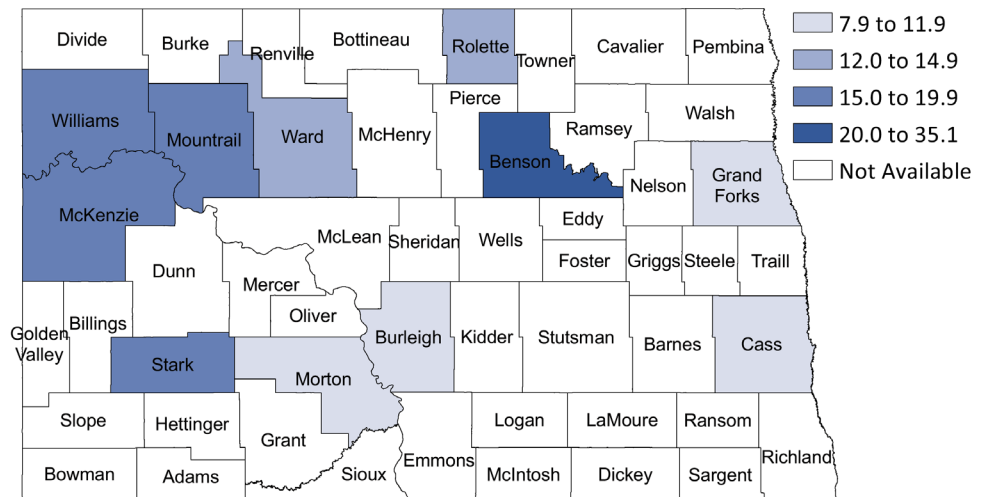 Divide
Burke
Renville
Bottineau
Rolette
Towner
Cavalier
Pembina
7.9 to 11.9
12.0 to 14.9
15.0 to 19.9
20.0 to 35.1
Not Available
Williams
Mountrail
Ward
McHenry
Pierce
Benson
Ramsey
Walsh
Nelson
Grand
Forks
McKenzie
Dunn
McLean
Sheridan
Wells
Eddy
Foster
Griggs
Steele
Traill
Mercer
Oliver
Golden
Valley
Billings
Stark
Morton
Burleigh
Kidder
Stutsman
Barnes
Cass
Slope
Hettinger
Grant
Logan
LaMoure
Ransom
Richland
Bowman
Adams
Sioux
Emmons
McIntosh
Dickey
Sargent